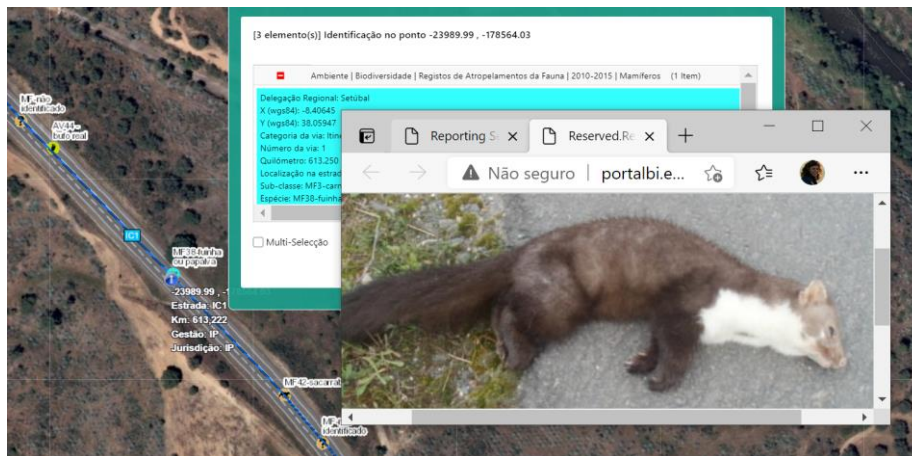 [3 elemento(s)] Identificação no ponto -23989.99 , -178564.03
Ambiente | Biodiversidade | Registos de Atropelamentos da Fauna | 2010-2015 | Mamíferos (1 Item)
Delegação Regional: Setúbal
X (wgs84): -8.40645
Y (wgs84): 38.05947
Categoria da via: Itine
Número da via: 1
Quilómetro: 613.250
Localização na estrad
Sub-classe: MF3-carn
Espécie: MF38-fuinha
Multi-Selecção
Reporting S
Reserved.Re
Não seguro | portalbi.e...
MF-não
identificado
AV44-
bufo real
IC1
MF38-fuinha
ou papalva
-23989.99 , -1
Estrada: IC1
Km: 613,222
Gestão: IP
Jurisdição: IP
MF42-sacarrab
identificado